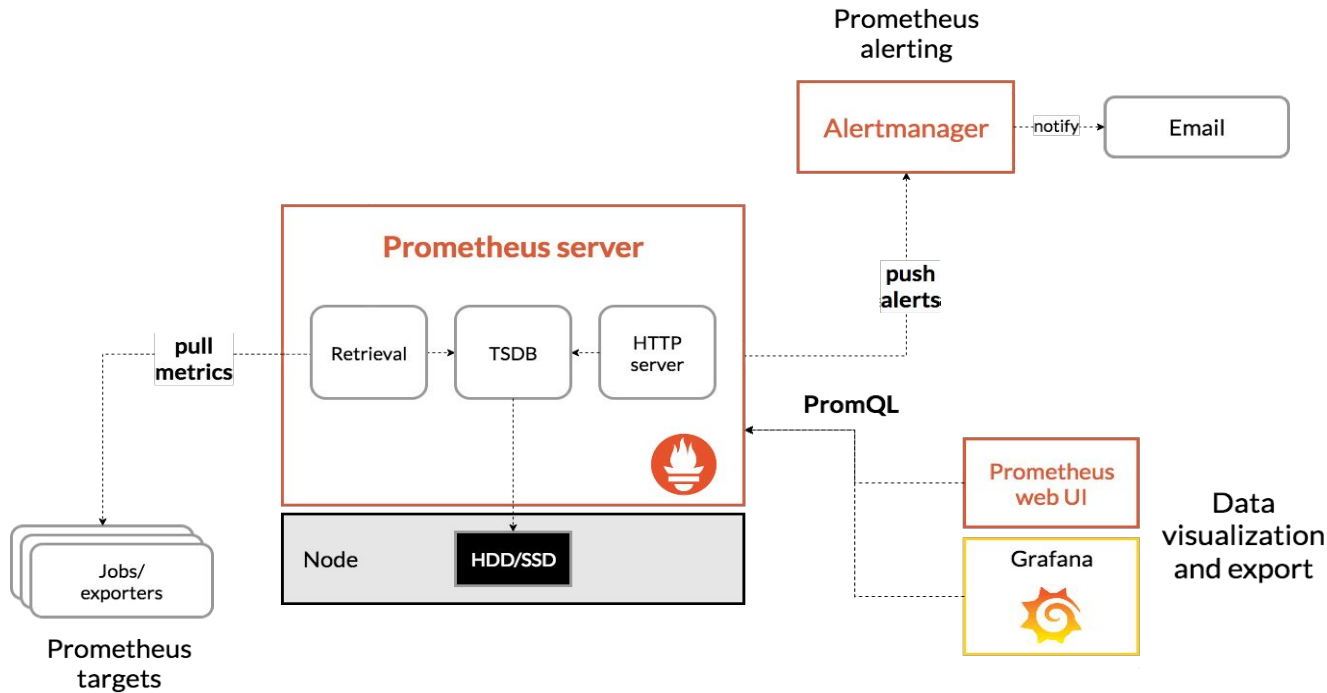 Prometheus
alerting
Alertmanager
notify
Email
Prometheus server
push
alerts
pull
metrics
Retrieval
TSDB
HTTP
server
PromQL
Prometheus
web UI
Data
visualization
and export
Grafana
Node
HDD/SSD
Jobs/
exporters
Prometheus
targets